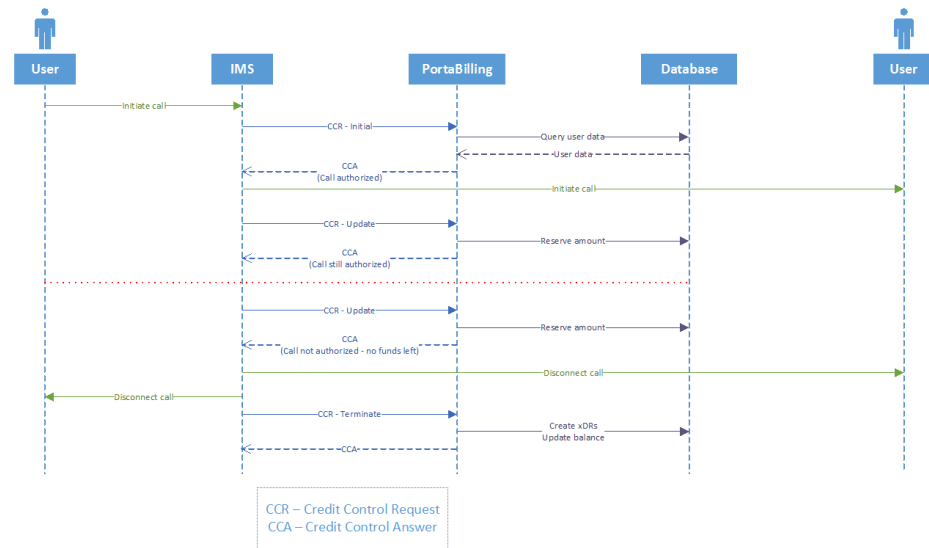 User
IMS
PortaBilling
Database
User
Initiate call
CCR - Initial
Query user data
User data
CCA
(Call authorized)
Initiate call
CCR - Update
Reserve amount
CCA
(Call still authorized)
CCR - Update
Reserve amount
CCA
(Call not authorized - no funds left)
Disconnect call
Disconnect call
CCR - Terminate
Create xDRs
Update balance
CCA
CCR – Credit Control Request
CCA – Credit Control Answer